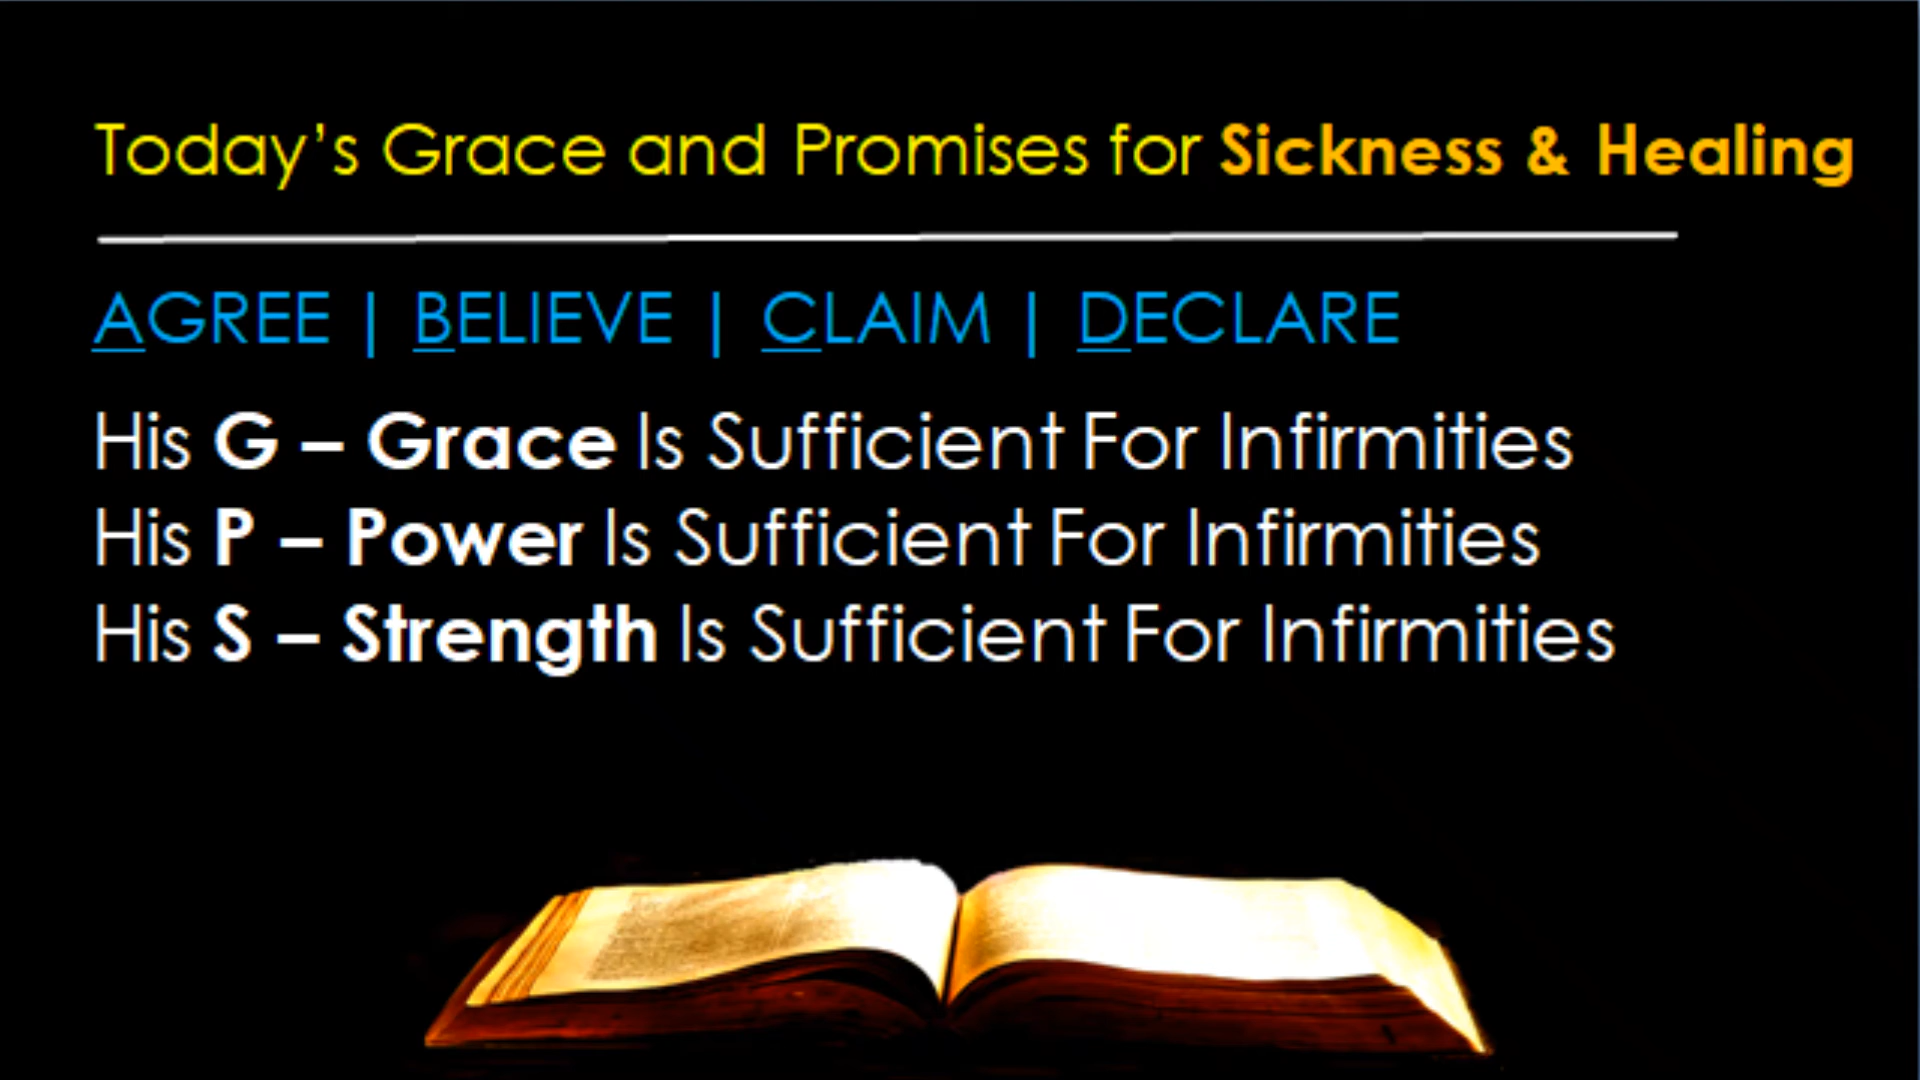 Today’s Grace and Promises for Sickness & Healing
AGREE | BELIEVE | CLAIM | DECLARE
His G – Grace Is Sufficient For Infirmities
His P – Power Is Sufficient For Infirmities
His S – Strength Is Sufficient For Infirmities